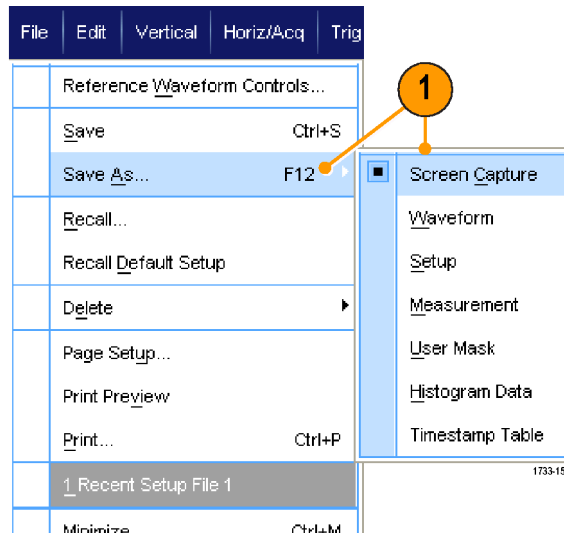 File Edit Vertical Horiz/Acq Trig
Reference Waveform Controls...
Save Ctrl+S
Save As... F12
Recall...
Recall Default Setup
Delete
Page Setup...
Print Preview
Print... Ctrl+P
1 Recent Setup File 1
Minimize Ctrl+M
1
Screen Capture
Waveform
Setup
Measurement
User Mask
Histogram Data
Timestamp Table
1733-15